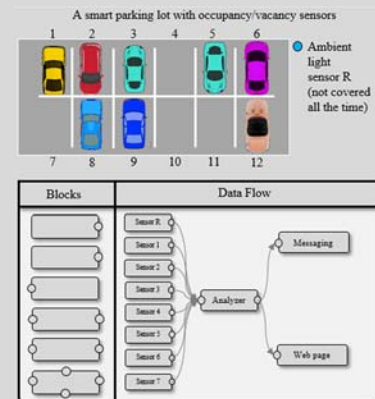 A smart parking lot with occupancy/vacancy sensors
1 2 3 4 5 6
Ambient
light
sensor R
(not covered
all the time)
7 8 9 10 11 12
Blocks
Data Flow
Sensor R
Sensor 1
Sensor 2
Sensor 3
Sensor 4
Sensor 5
Sensor 6
Sensor 7
Analyzer
Messaging
Web page